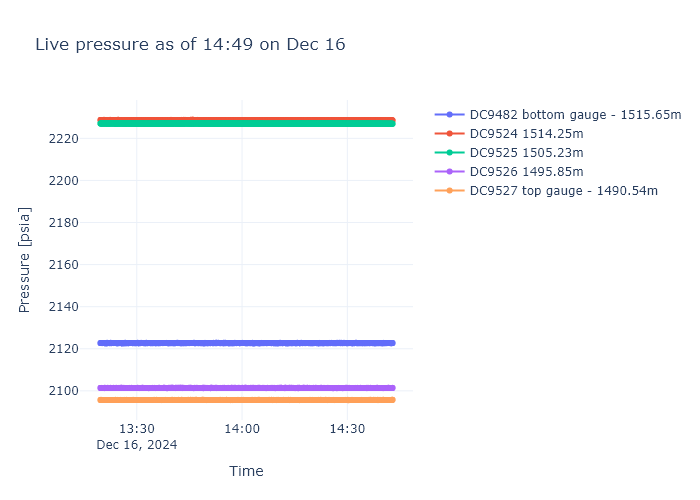 Live pressure as of 14:49 on Dec 16
DC9482 bottom gauge - 1515.65m
DC9524 1514.25m
DC9525 1505.23m
DC9526 1495.85m
DC9527 top gauge - 1490.54m
Pressure [psia]
2220
2200
2180
2160
2140
2120
2100
13:30
14:00
14:30
Dec 16, 2024
Time